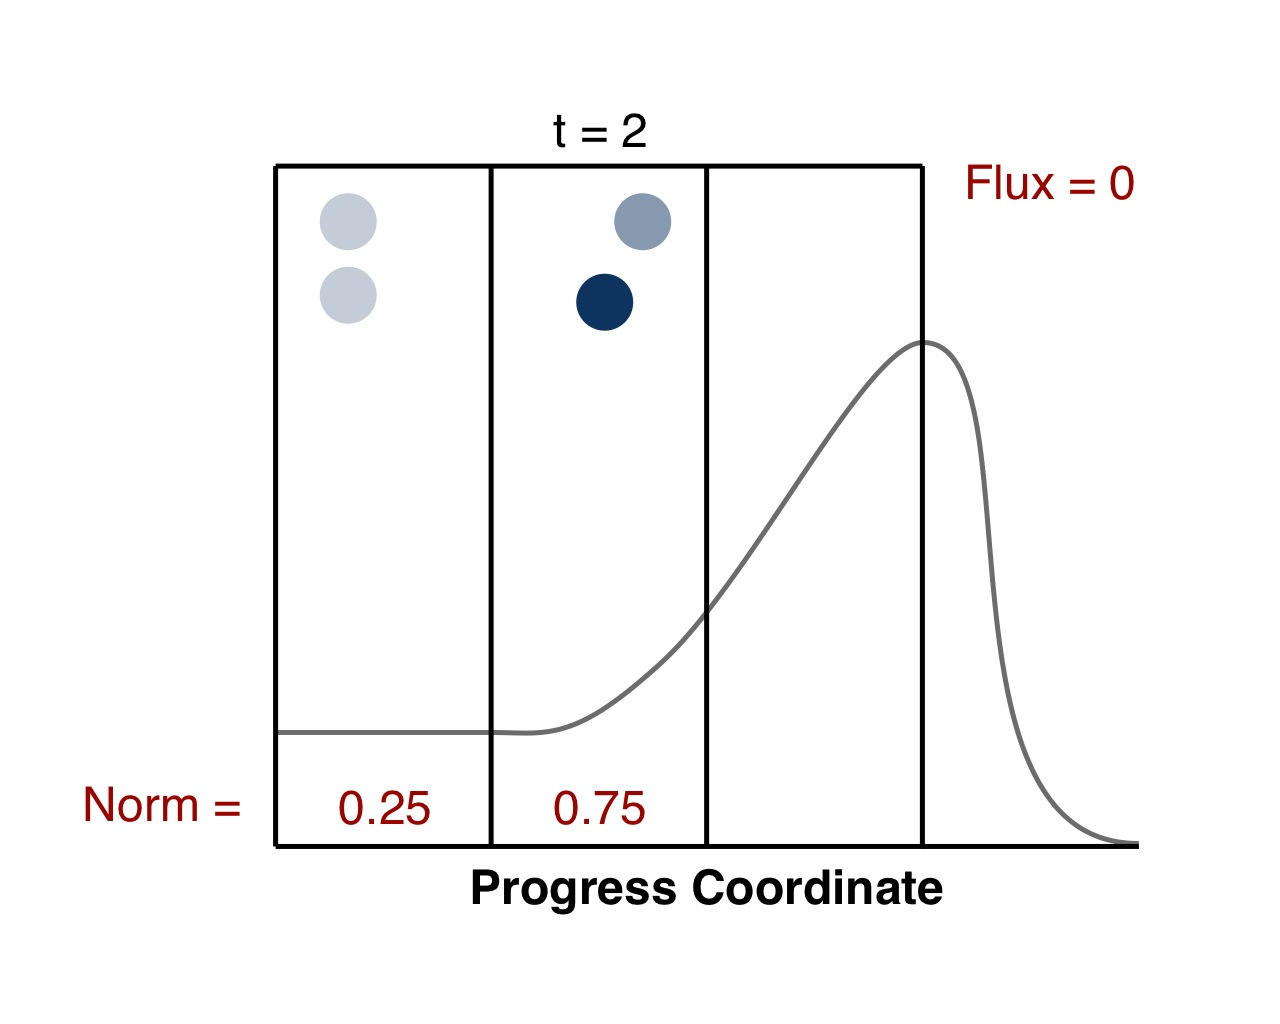 t = 2
Flux = 0
Norm = 0.25 0.75
Progress Coordinate